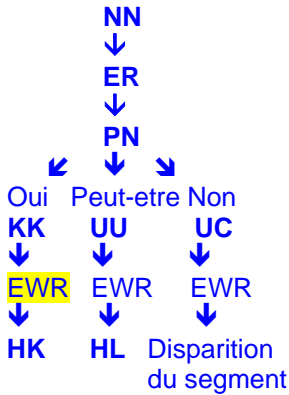 NN
ER
PN
Oui Peut-etre Non
KK UU UC
EWR EWR EWR
HK HL Disparition
du segment